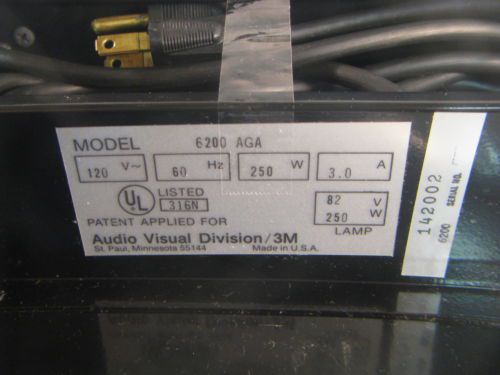 MODEL 6200 AGA
120 V~ 60 Hz 250 W 3.0 A
UL LISTED 316N
82 V
250 W
LAMP
PATENT APPLIED FOR
Audio Visual Division/3M
St. Paul, Minnesota 55144 Made in U.S.A.
142002
6200 SERIAL NO.